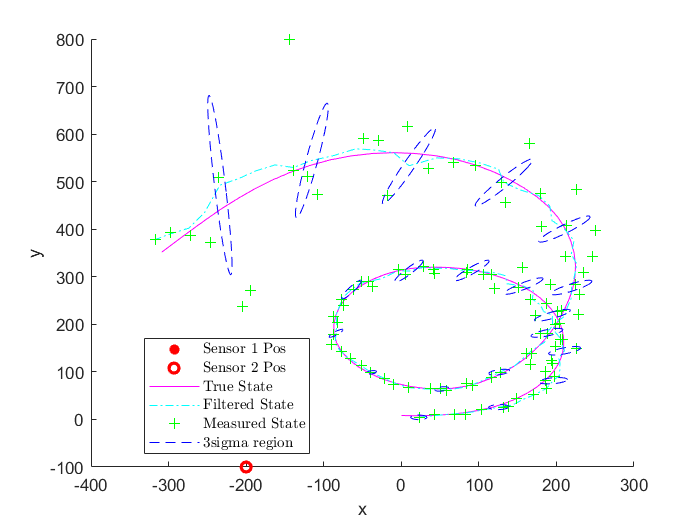 800
700
600
500
400
300
200
100
0
-100
y
Sensor 1 Pos
Sensor 2 Pos
True State
Filtered State
Measured State
3sigma region
-400
-300
-200
-100
0
100
200
300
x